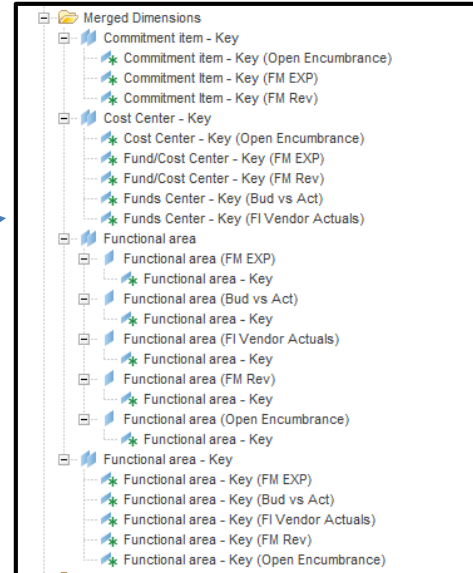 Merged Dimensions
Commitment item - Key
Commitment item - Key (Open Encumbrance)
Commitment Item - Key (FM EXP)
Commitment Item - Key (FM Rev)
Cost Center - Key
Cost Center - Key (Open Encumbrance)
Fund/Cost Center - Key (FM EXP)
Fund/Cost Center - Key (FM Rev)
Funds Center - Key (Bud vs Act)
Funds Center - Key (FI Vendor Actuals)
Functional area
Functional area (FM EXP)
Functional area - Key
Functional area (Bud vs Act)
Functional area - Key
Functional area (FI Vendor Actuals)
Functional area - Key
Functional area (FM Rev)
Functional area - Key
Functional area (Open Encumbrance)
Functional area - Key
Functional area - Key
Functional area - Key (FM EXP)
Functional area - Key (Bud vs Act)
Functional area - Key (FI Vendor Actuals)
Functional area - Key (FM Rev)
Functional area - Key (Open Encumbrance)